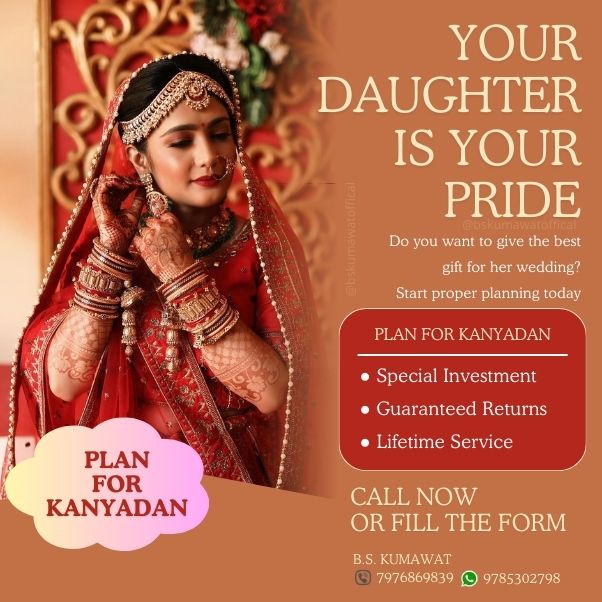 YOUR
DAUGHTER
IS YOUR
PRIDE
@bskumawatoffical
@bskumawatoffical
Do you want to give the best
gift for her wedding?
Start proper planning today
PLAN FOR KANYADAN
● Special Investment
● Guaranteed Returns
● Lifetime Service
PLAN
FOR
KANYADAN
CALL NOW
OR FILL THE FORM
B.S. KUMAWAT
7976869839 9785302798